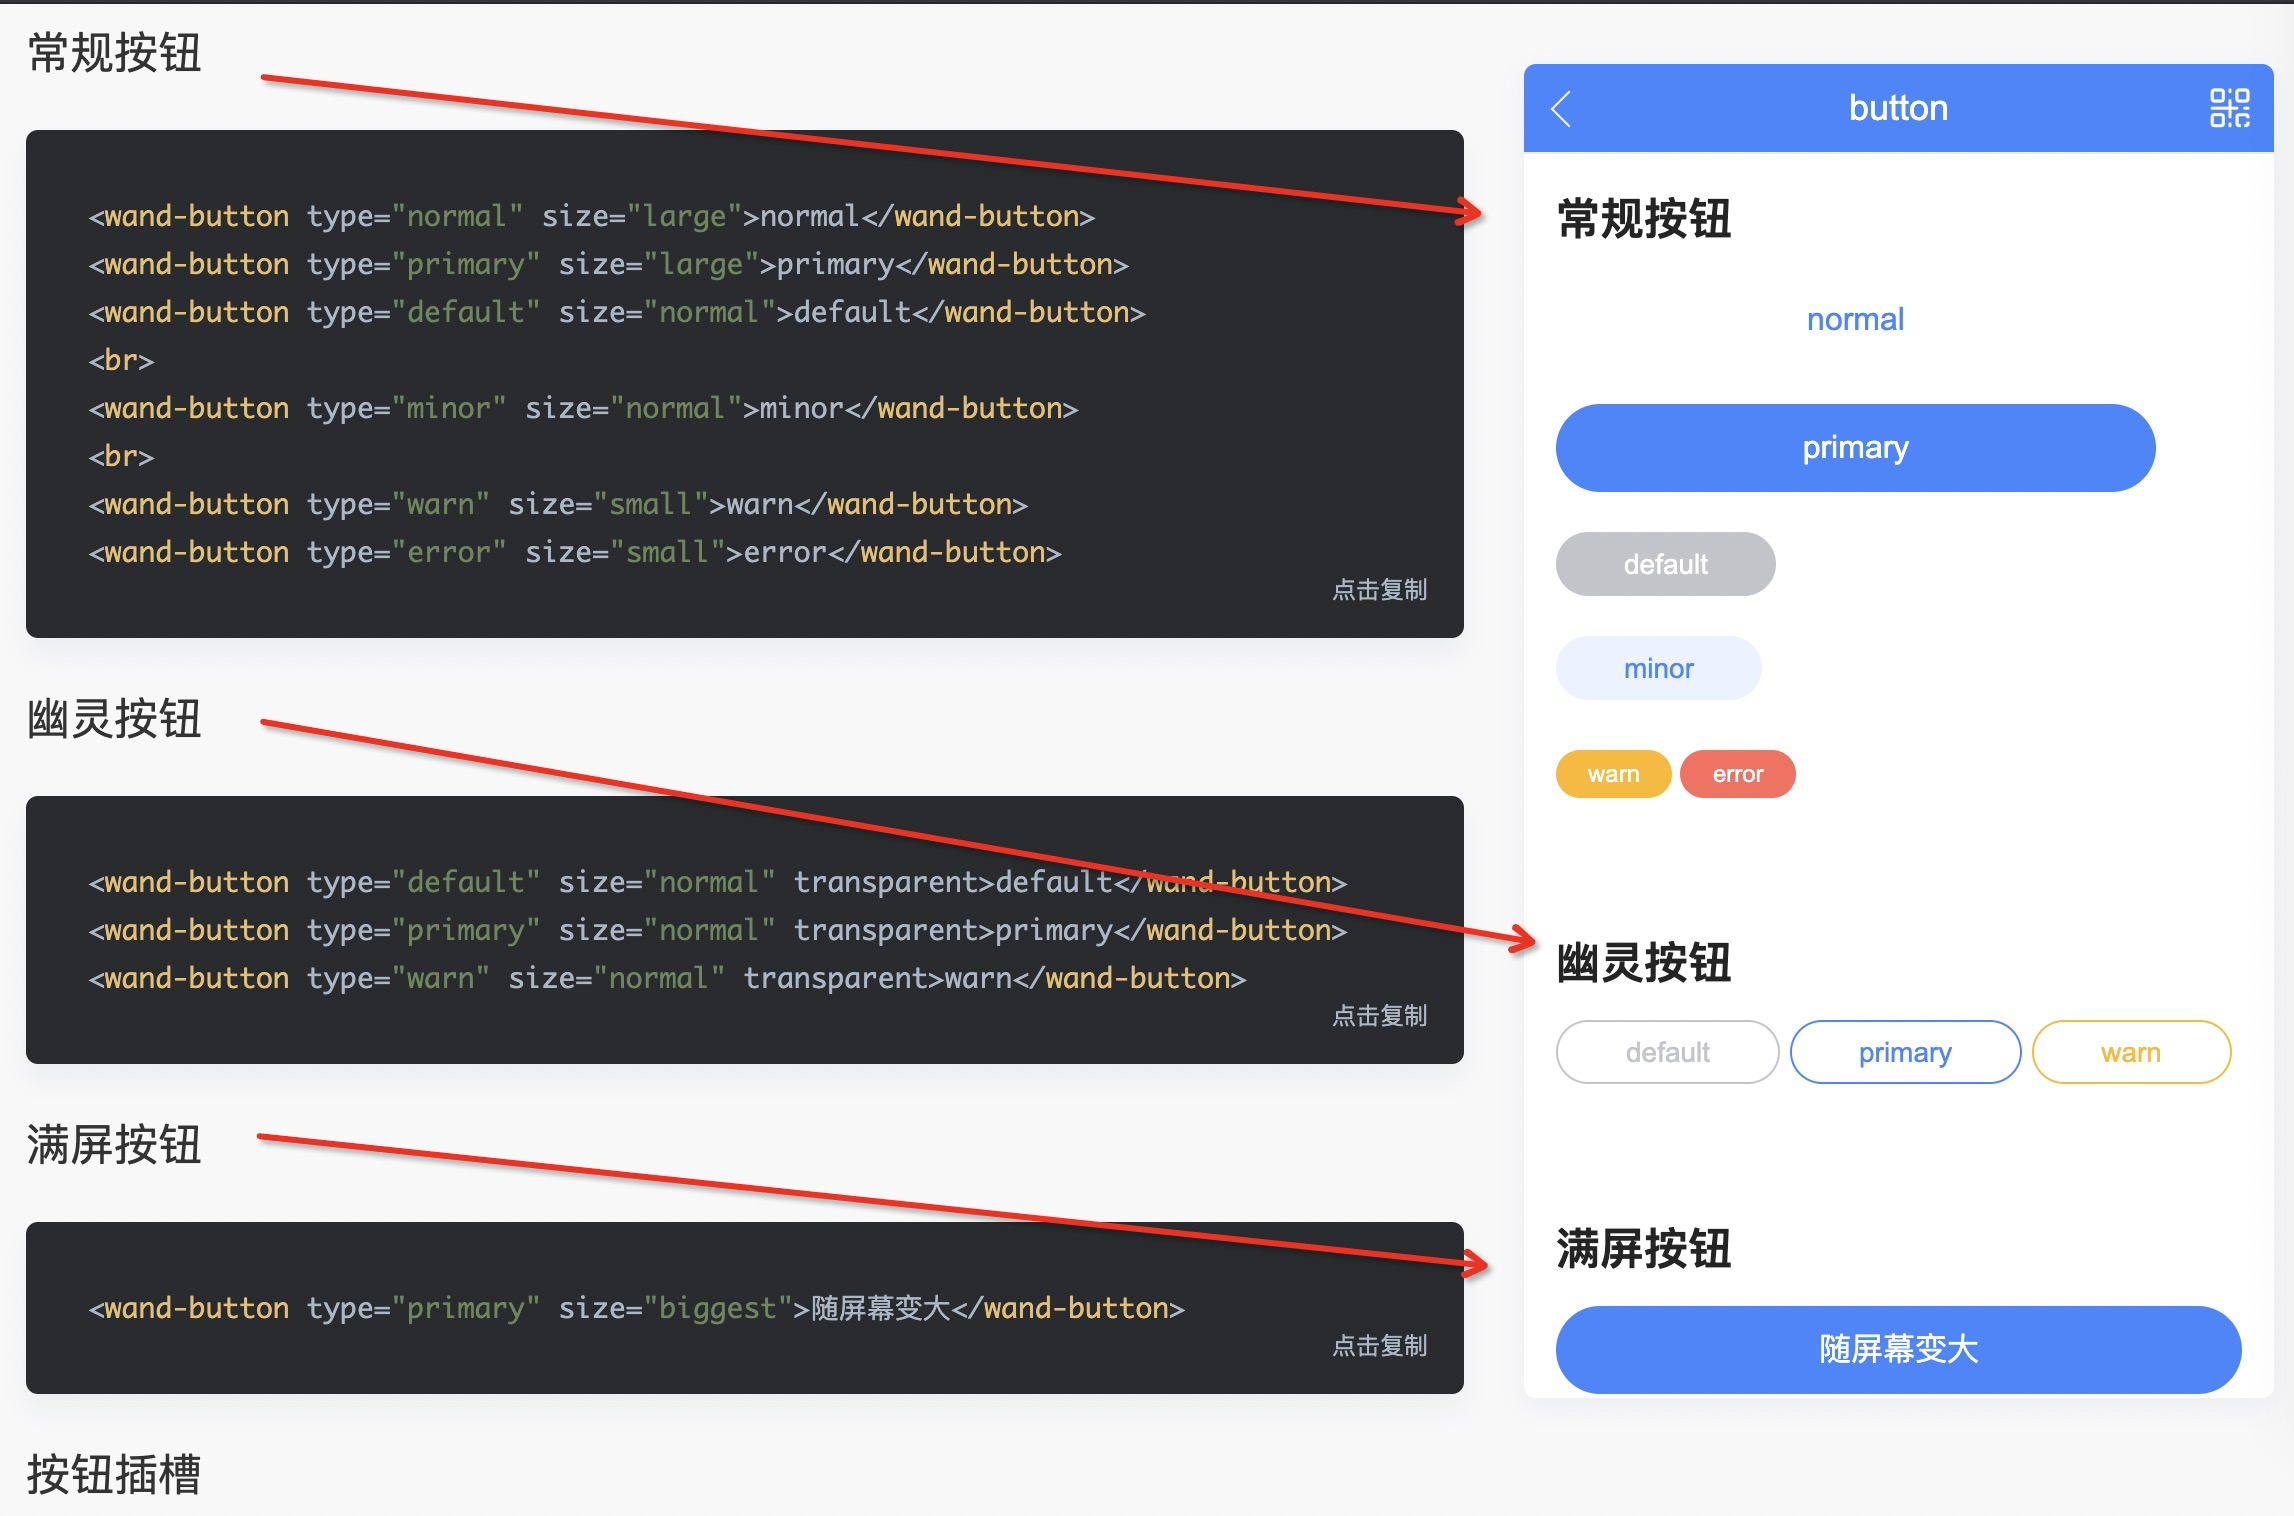 常规按钮
<wand-button type="normal" size="large">normal</wand-button>
<wand-button type="primary" size="large">primary</wand-button>
<wand-button type="default" size="normal">default</wand-button>
<br>
<wand-button type="minor" size="normal">minor</wand-button>
<br>
<wand-button type="warn" size="small">warn</wand-button>
<wand-button type="error" size="small">error</wand-button>
点击复制
幽灵按钮
<wand-button type="default" size="normal" transparent>default</wand-button>
<wand-button type="primary" size="normal" transparent>primary</wand-button>
<wand-button type="warn" size="normal" transparent>warn</wand-button>
点击复制
满屏按钮
<wand-button type="primary" size="biggest">随屏幕变大</wand-button>
点击复制
按钮插槽
button
常规按钮
normal
primary
default
minor
warn error
幽灵按钮
default primary warn
满屏按钮
随屏幕变大